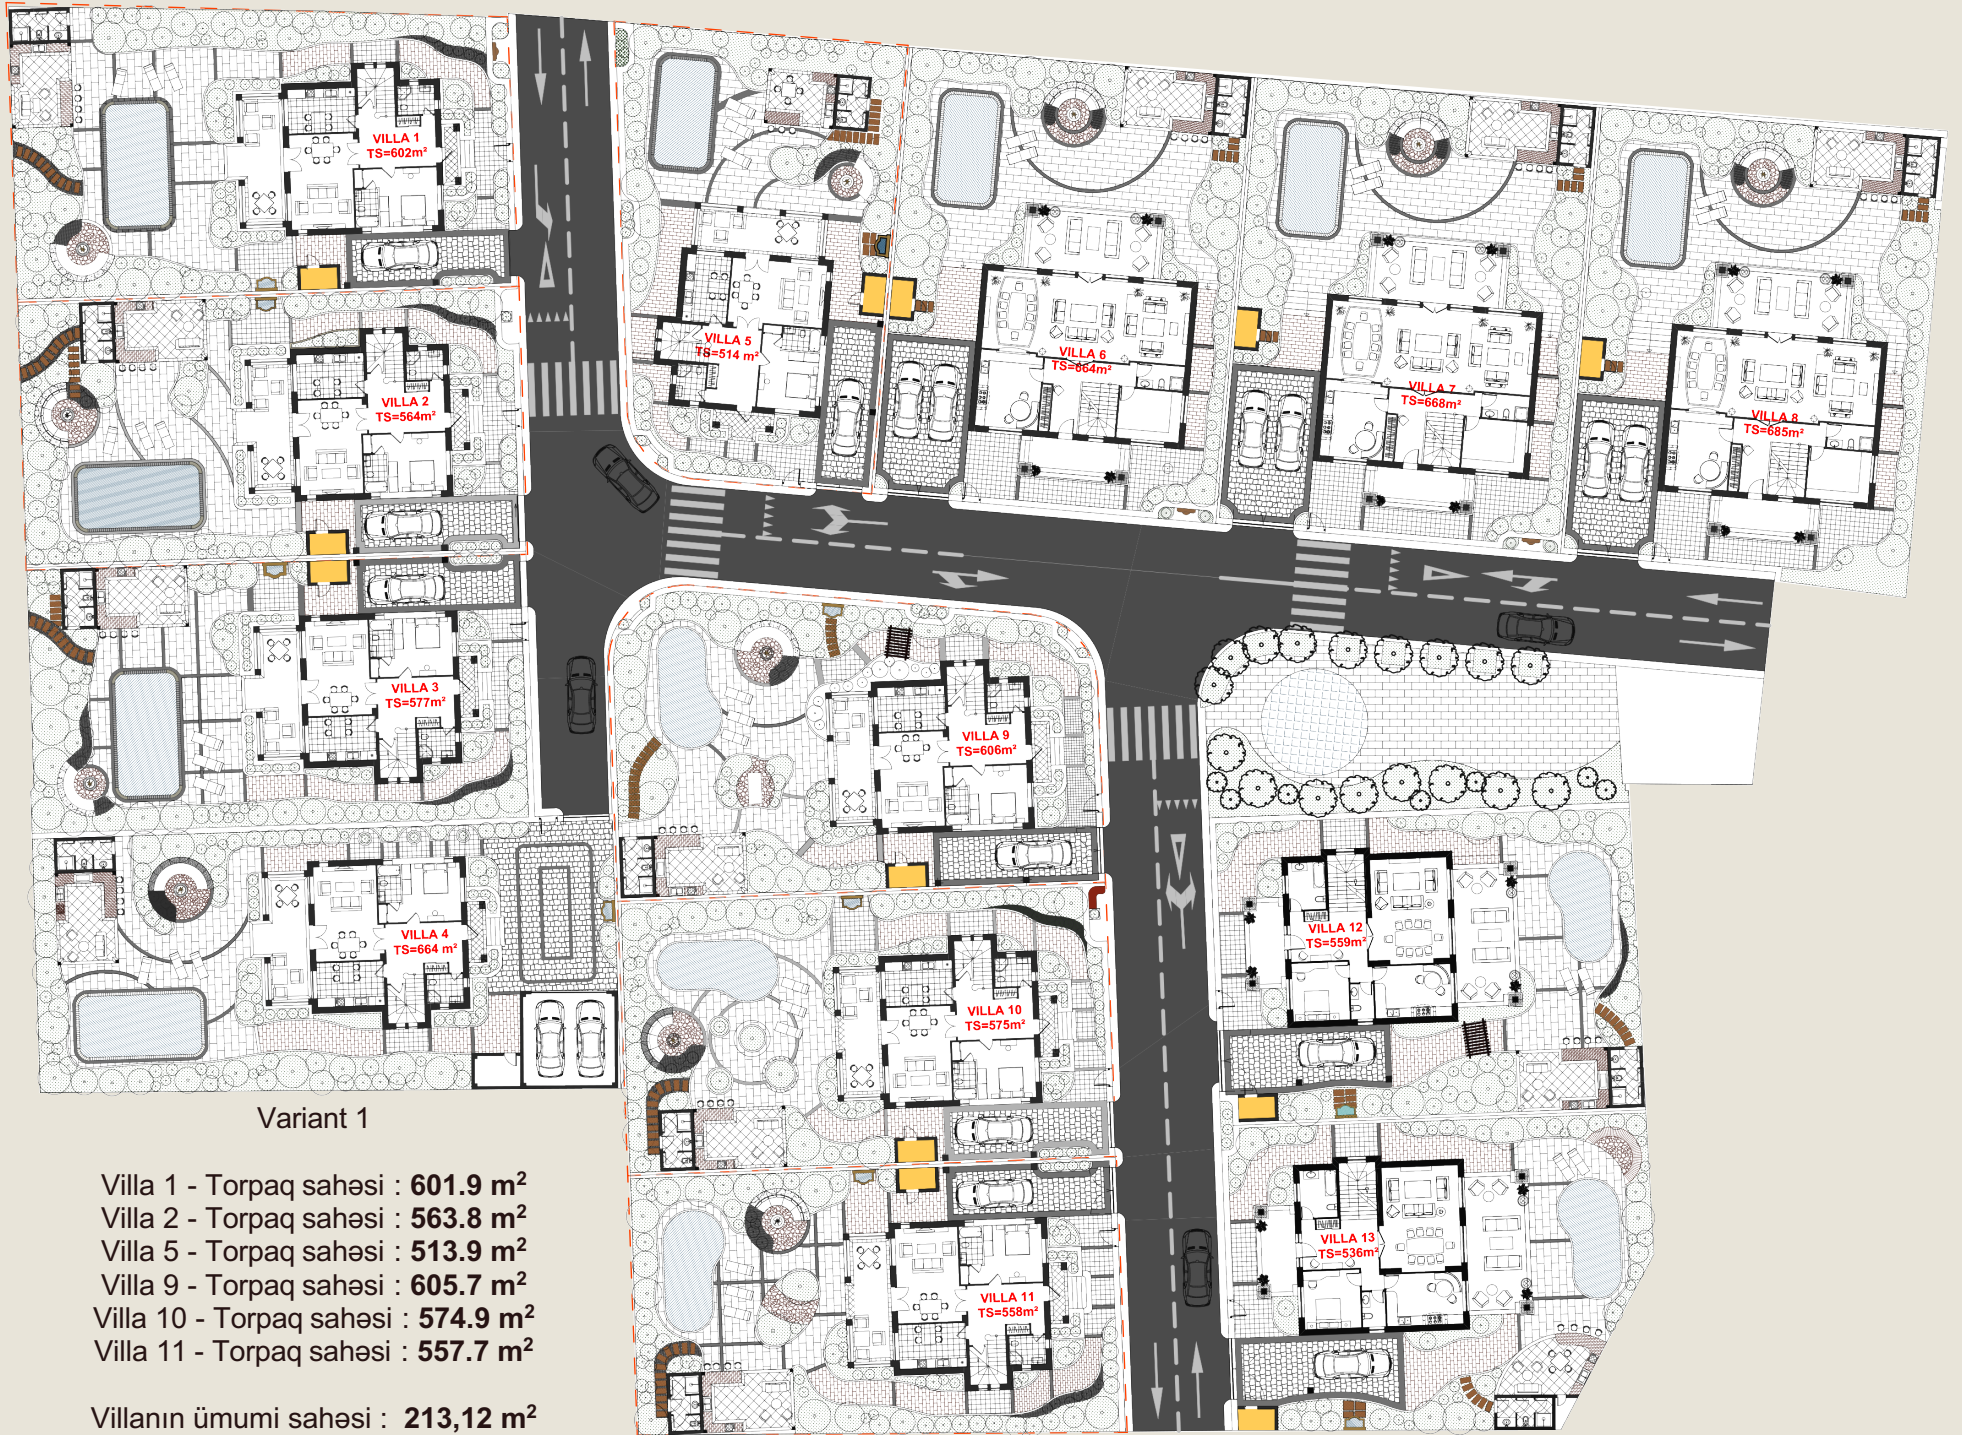 VILLA 1
TS=602m²
VILLA 2
TS=564m²
VILLA 3
TS=577m²
VILLA 4
TS=664 m²
VILLA 5
TS=514 m²
VILLA 6
TS=664m²
VILLA 7
TS=668m²
VILLA 8
TS=685m²
VILLA 9
TS=606m²
VILLA 10
TS=575m²
VILLA 11
TS=558m²
VILLA 12
TS=559m²
VILLA 13
TS=536m²
Variant 1
Villa 1 - Torpaq sahəsi : 601.9 m²
Villa 2 - Torpaq sahəsi : 563.8 m²
Villa 5 - Torpaq sahəsi : 513.9 m²
Villa 9 - Torpaq sahəsi : 605.7 m²
Villa 10 - Torpaq sahəsi : 574.9 m²
Villa 11 - Torpaq sahəsi : 557.7 m²
Villanın ümumi sahəsi : 213,12 m²